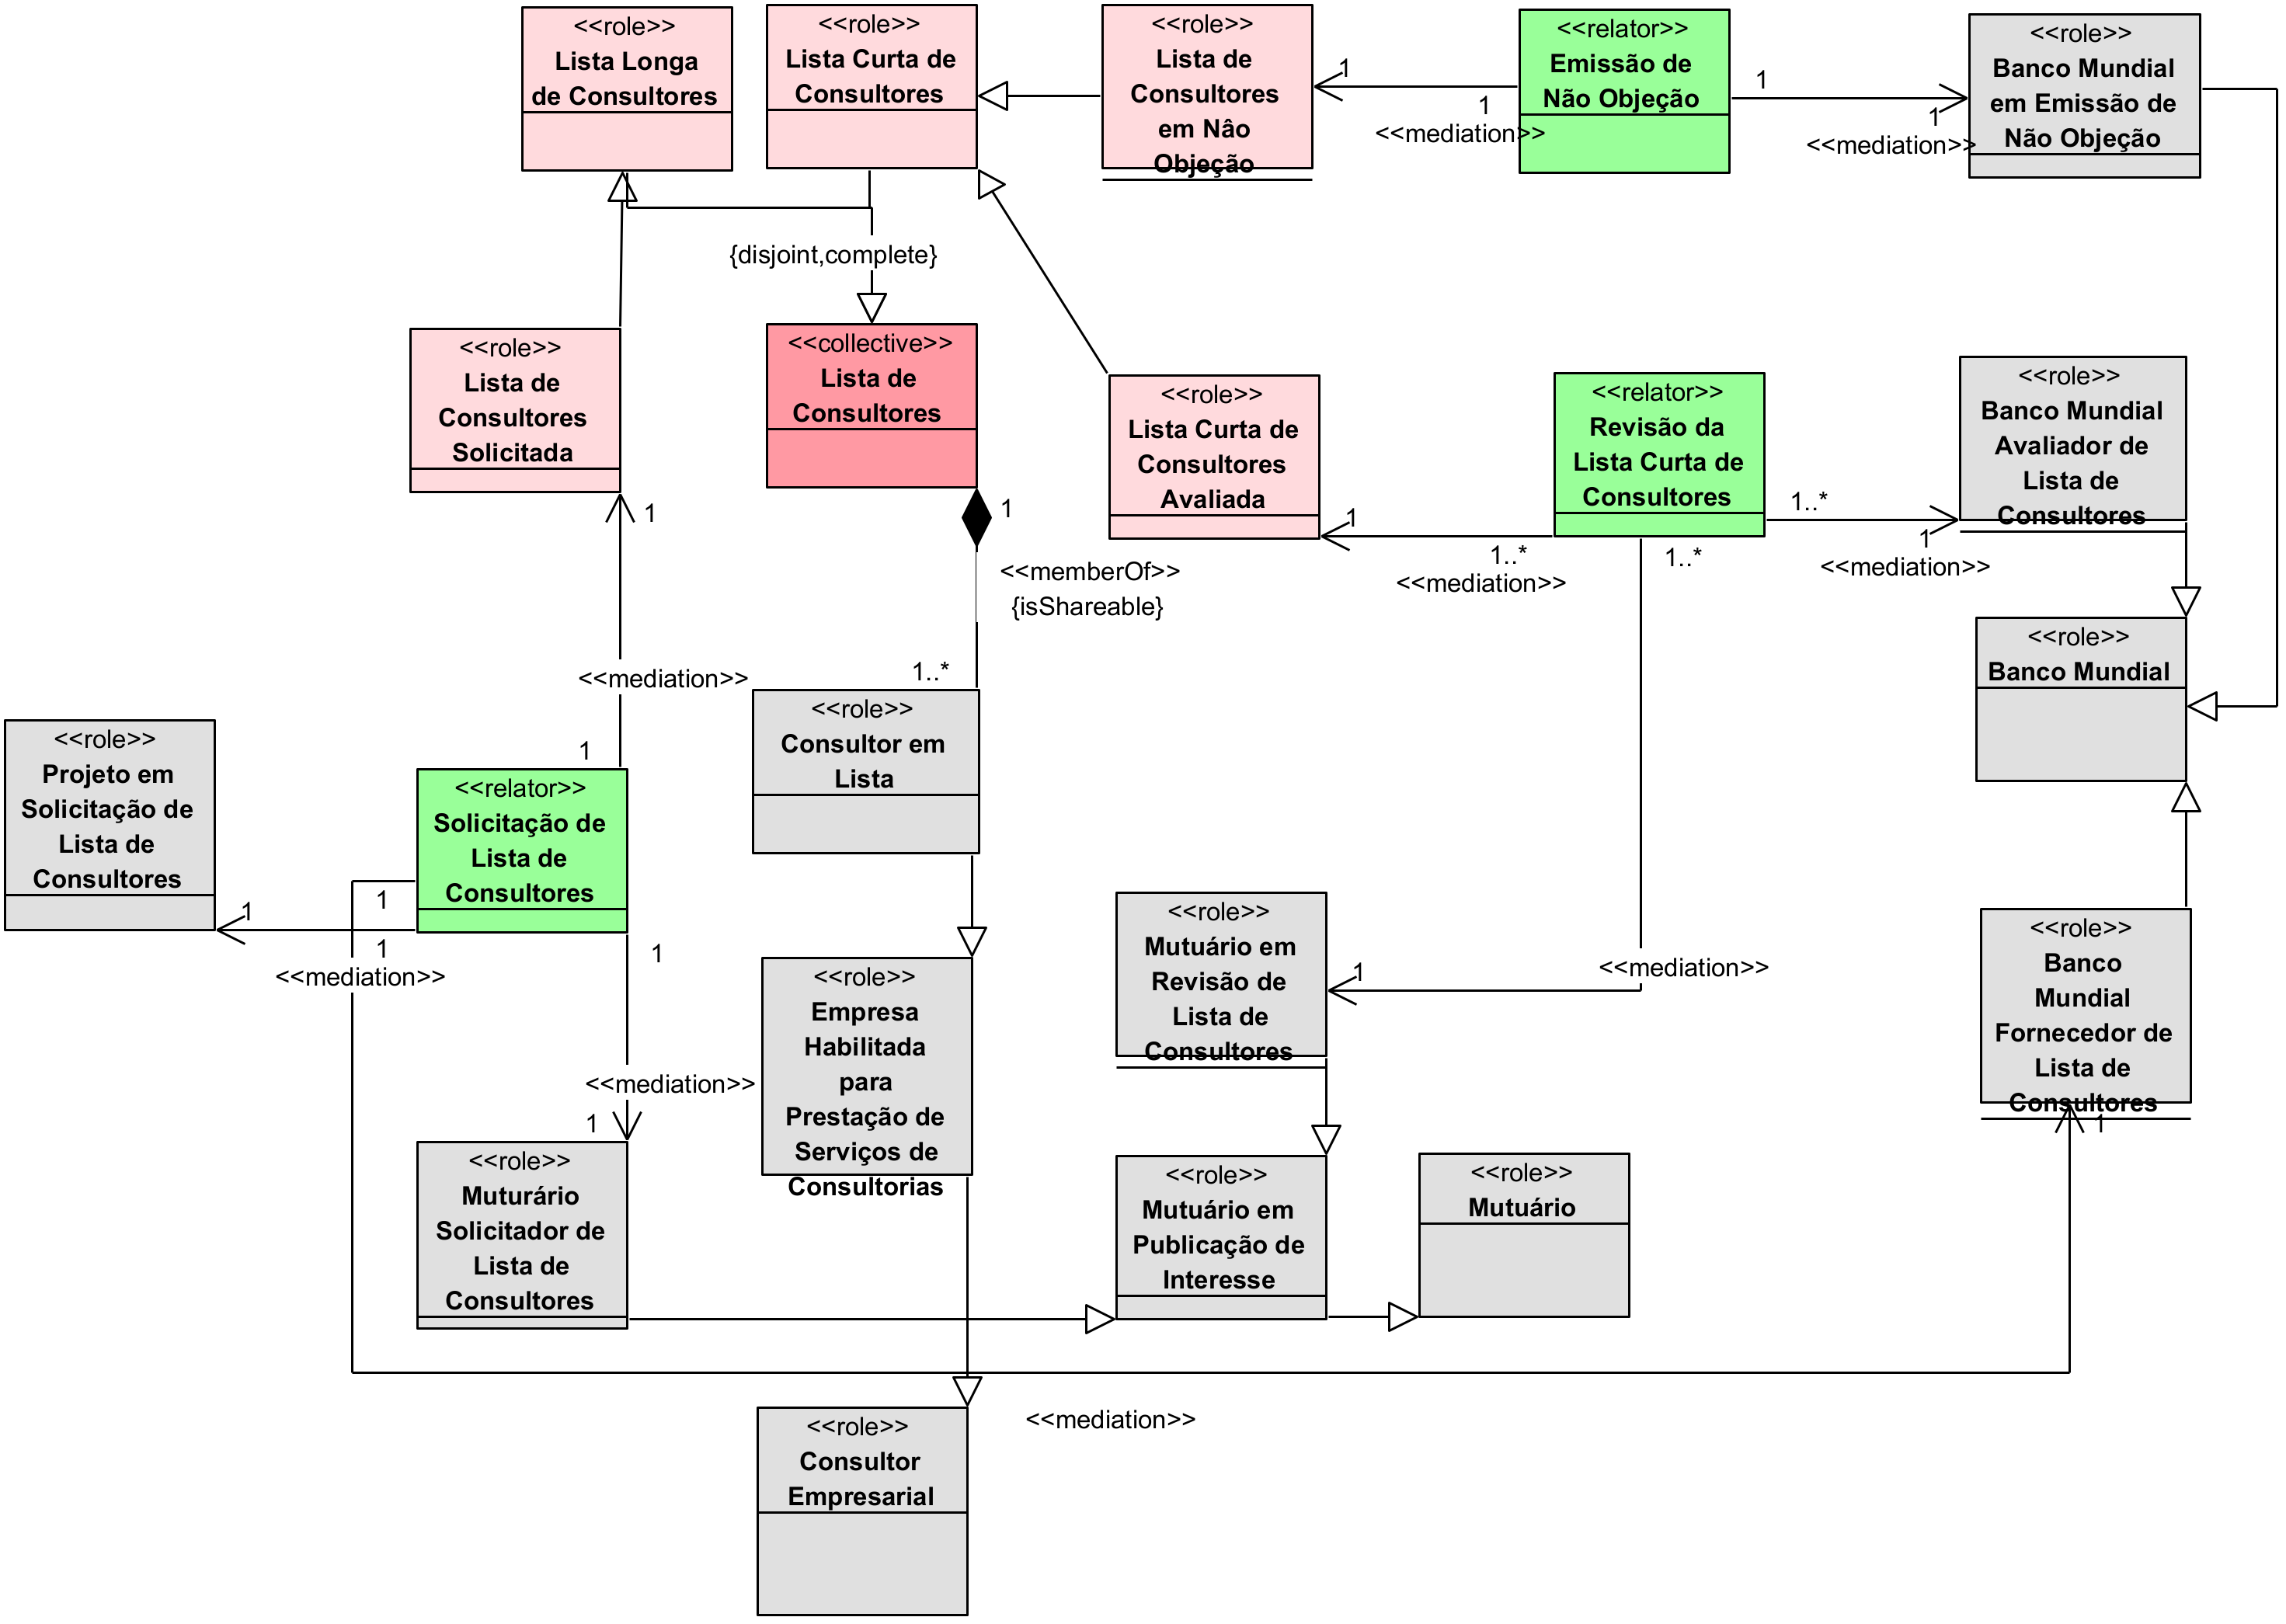 <<role>>
Lista Longa
de Consultores
<<role>>
Lista Curta de
Consultores
<<role>>
Lista de
Consultores
em Nâo
Objeção
<<relator>>
Emissão de
Não Objeção
<<role>>
Banco Mundial
em Emissão de
Não Objeção
1
1
<<mediation>>
1
1
<<mediation>>
{disjoint,complete}
<<role>>
Lista de
Consultores
Solicitada
<<collective>>
Lista de
Consultores
<<role>>
Lista Curta de
Consultores
Avaliada
<<relator>>
Revisão da
Lista Curta de
Consultores
<<role>>
Banco Mundial
Avaliador de
Lista de
Consultores
1
1
<<memberOf>>
{isShareable}
1..*
1
1..*
<<mediation>>
1..*
1..*
1
<<mediation>>
<<role>>
Banco Mundial
<<mediation>>
1
<<role>>
Consultor em
Lista
<<role>>
Projeto em
Solicitação de
Lista de
Consultores
<<relator>>
Solicitação de
Lista de
Consultores
1
1
1
<<mediation>>
1
<<mediation>>
1
<<role>>
Empresa
Habilitada
para
Prestação de
Serviços de
Consultorias
<<role>>
Mutuário em
Revisão de
Lista de
Consultores
1
<<mediation>>
<<role>>
Banco
Mundial
Fornecedor de
Lista de
Consultores
1
<<role>>
Muturário
Solicitador de
Lista de
Consultores
<<role>>
Mutuário em
Publicação de
Interesse
<<role>>
Mutuário
<<mediation>>
<<role>>
Consultor
Empresarial